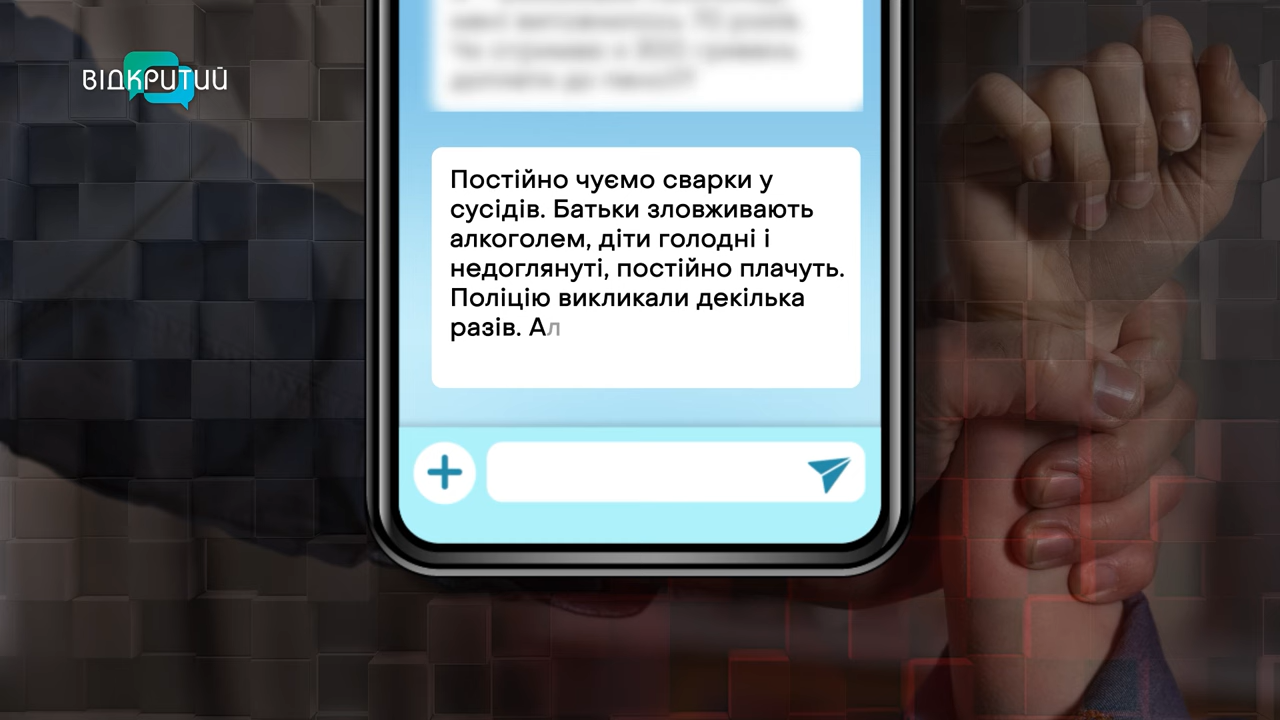 ВІДКРИТИЙ
Постійно чуємо сварки у
сусідів. Батьки зловживають
алкоголем, діти голодні і
недоглянуті, постійно плачуть.
Поліцію викликали декілька
разів. Ал